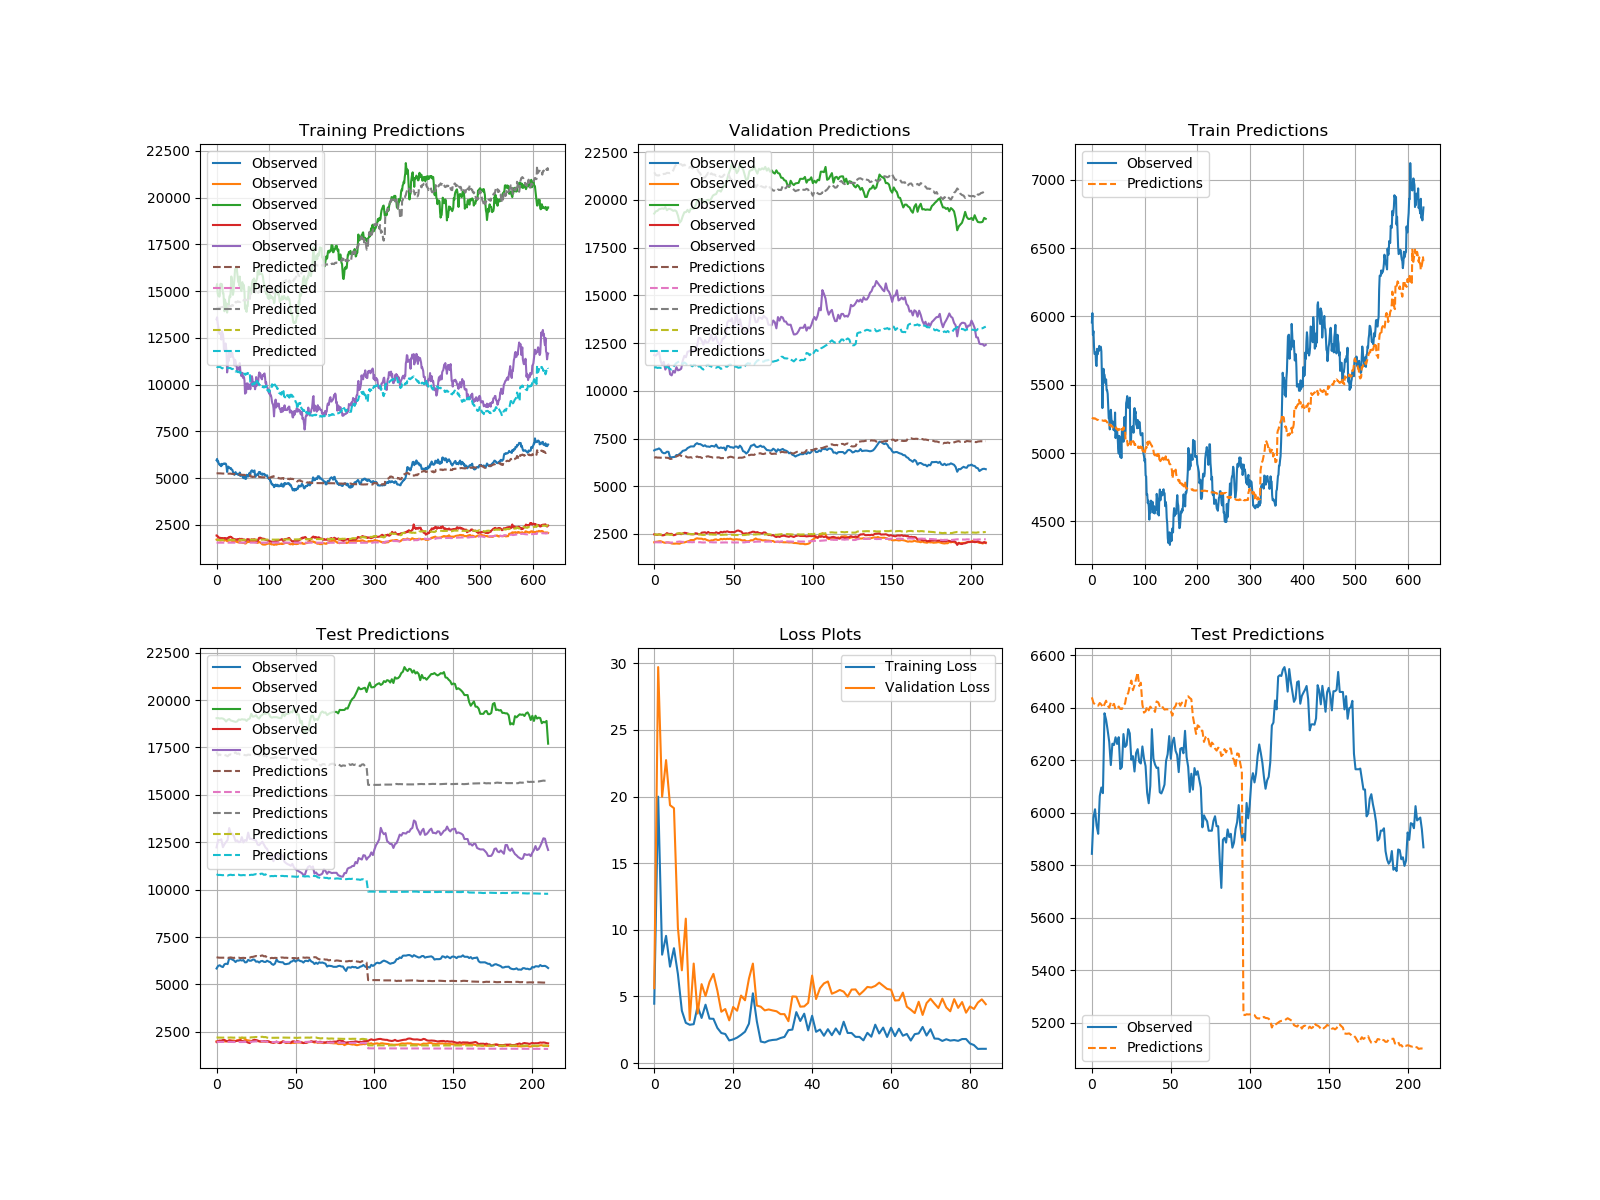 Training Predictions
22500
20000
17500
15000
12500
10000
7500
5000
2500
0 100 200 300 400 500 600
Observed
Observed
Observed
Observed
Observed
Predicted
Predicted
Predicted
Predicted
Predicted
Validation Predictions
22500
20000
17500
15000
12500
10000
7500
5000
2500
0 50 100 150 200
Observed
Observed
Observed
Observed
Observed
Predictions
Predictions
Predictions
Predictions
Predictions
Train Predictions
7000
6500
6000
5500
5000
4500
0 100 200 300 400 500 600
Observed
Predictions
Test Predictions
22500
20000
17500
15000
12500
10000
7500
5000
2500
0 50 100 150 200
Observed
Observed
Observed
Observed
Observed
Predictions
Predictions
Predictions
Predictions
Predictions
Loss Plots
30
25
20
15
10
5
0
0 20 40 60 80
Training Loss
Validation Loss
Test Predictions
6600
6400
6200
6000
5800
5600
5400
5200
0 50 100 150 200
Observed
Predictions